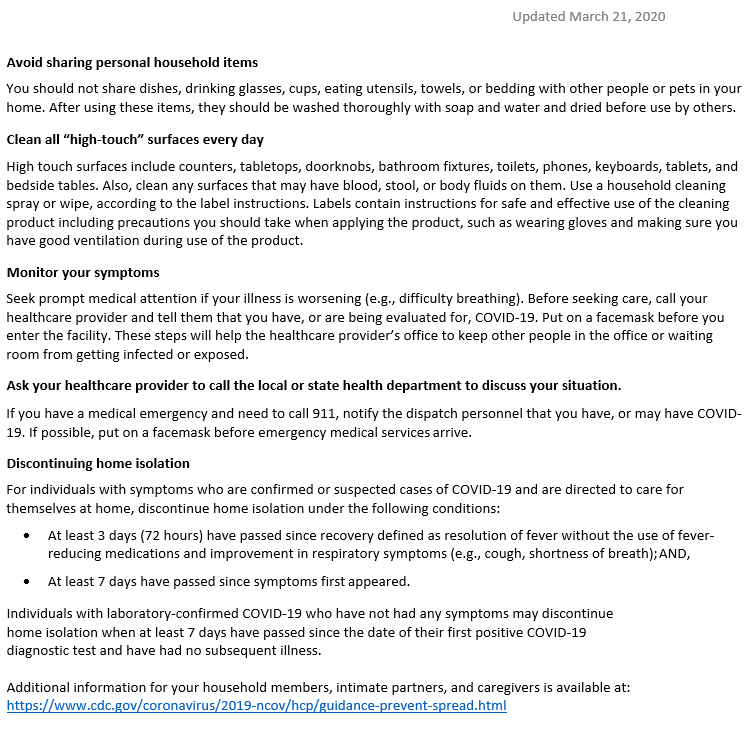 Updated March 21, 2020
Avoid sharing personal household items
You should not share dishes, drinking glasses, cups, eating utensils, towels, or bedding with other people or pets in your
home. After using these items, they should be washed thoroughly with soap and water and dried before use by others.
Clean all “high-touch” surfaces every day
High touch surfaces include counters, tabletops, doorknobs, bathroom fixtures, toilets, phones, keyboards, tablets, and
bedside tables. Also, clean any surfaces that may have blood, stool, or body fluids on them. Use a household cleaning
spray or wipe, according to the label instructions. Labels contain instructions for safe and effective use of the cleaning
product including precautions you should take when applying the product, such as wearing gloves and making sure you
have good ventilation during use of the product.
Monitor your symptoms
Seek prompt medical attention if your illness is worsening (e.g., difficulty breathing). Before seeking care, call your
healthcare provider and tell them that you have, or are being evaluated for, COVID-19. Put on a facemask before you
enter the facility. These steps will help the healthcare provider’s office to keep other people in the office or waiting
room from getting infected or exposed.
Ask your healthcare provider to call the local or state health department to discuss your situation.
If you have a medical emergency and need to call 911, notify the dispatch personnel that you have, or may have COVID-
19. If possible, put on a facemask before emergency medical services arrive.
Discontinuing home isolation
For individuals with symptoms who are confirmed or suspected cases of COVID-19 and are directed to care for
themselves at home, discontinue home isolation under the following conditions:
• At least 3 days (72 hours) have passed since recovery defined as resolution of fever without the use of fever-
reducing medications and improvement in respiratory symptoms (e.g., cough, shortness of breath); AND,
• At least 7 days have passed since symptoms first appeared.
Individuals with laboratory-confirmed COVID-19 who have not had any symptoms may discontinue
home isolation when at least 7 days have passed since the date of their first positive COVID-19
diagnostic test and have had no subsequent illness.
Additional information for your household members, intimate partners, and caregivers is available at:
https://www.cdc.gov/coronavirus/2019-ncov/hcp/guidance-prevent-spread.html